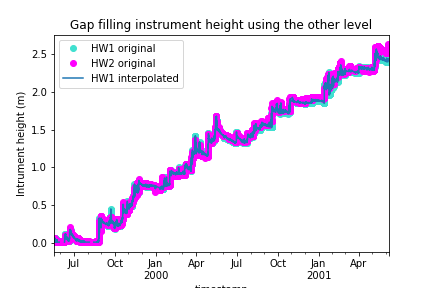 Gap filling instrument height using the other level
HW1 original
HW2 original
HW1 interpolated
Intrument height (m)
2.5
2.0
1.5
1.0
0.5
0.0
Jul Oct Jan Apr Jul Oct Jan Apr
2000 2001
timestamp